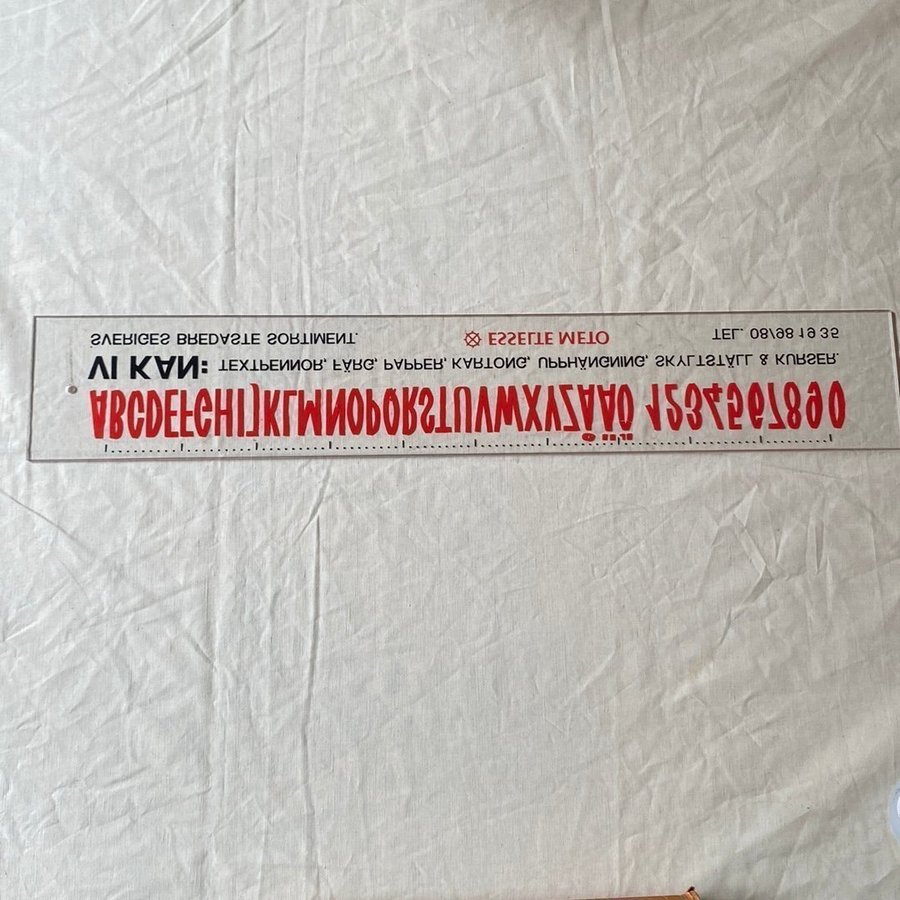 ABCDEFGHIJKLMNOPQRSTUVWXYZÅÄÖ 1234567890
VI KAN: TEXTPENNOR, FÄRG, PAPPER, KARTONG, UPPHÄNGNING, SKYLTSTÄLL & KURSER.
SVERIGES BREDASTE SORTIMENT. ESSELTE METO TEL. 08/98 19 35